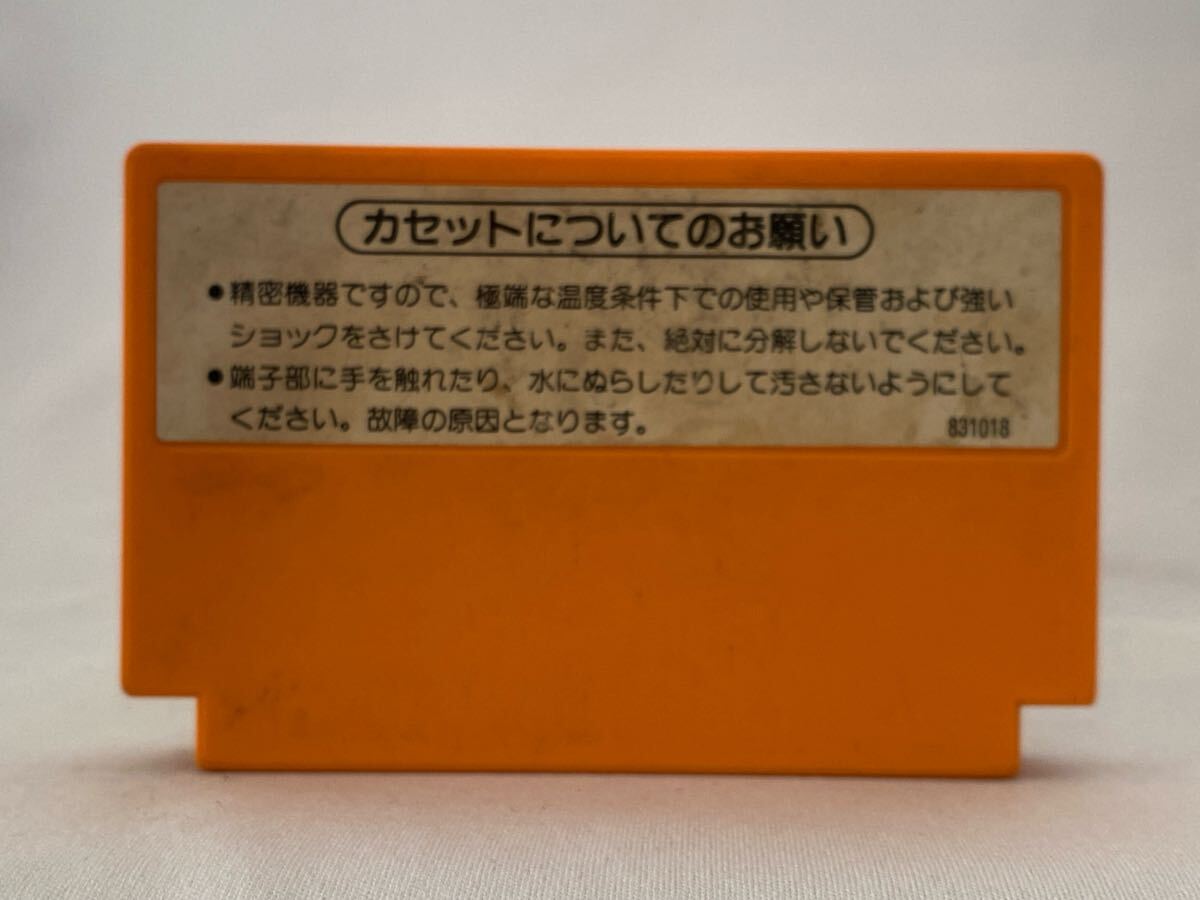 カセットについてのお願い
●精密機器ですので、極端な温度条件下での使用や保管および強い
ショックをさけてください。また、絶対に分解しないでください。
●端子部に手を触れたり、水にぬらしたりして汚さないようにして
ください。故障の原因となります。
831018